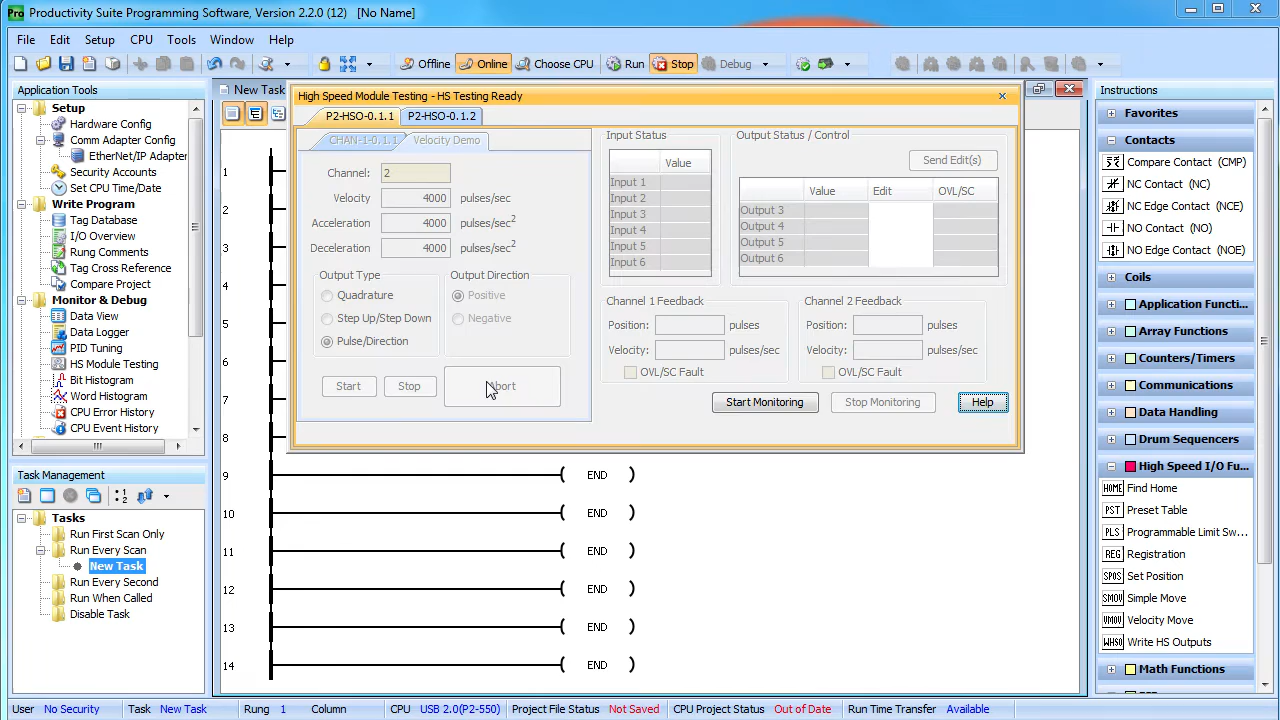 Pro Productivity Suite Programming Software, Version 2.2.0 (12) [No Name]
File Edit Setup CPU Tools Window Help
Offline Online Choose CPU Run Stop Debug
Application Tools
Setup
Hardware Config
Comm Adapter Config
EtherNet/IP Adapter
Security Accounts
Set CPU Time/Date
Write Program
Tag Database
I/O Overview
Rung Comments
Tag Cross Reference
Compare Project
Monitor & Debug
Data View
Data Logger
PID Tuning
HS Module Testing
Bit Histogram
Word Histogram
CPU Error History
CPU Event History
Task Management
Tasks
Run First Scan Only
Run Every Scan
New Task
Run Every Second
Run When Called
Disable Task
New Task
1
2
3
4
5
6
7
8
9 END
10 END
11 END
12 END
13 END
14 END
High Speed Module Testing - HS Testing Ready
P2-HSO-0.1.1 P2-HSO-0.1.2
CHAN-1-0.1.1 Velocity Demo
Channel: 2
Velocity 4000 pulses/sec
Acceleration 4000 pulses/sec2
Deceleration 4000 pulses/sec2
Output Type
Quadrature
Step Up/Step Down
Pulse/Direction
Output Direction
Positive
Negative
Start Stop
Input Status
Value
Input 1
Input 2
Input 3
Input 4
Input 5
Input 6
Output Status / Control
Send Edit(s)
Value Edit OVL/SC
Output 3
Output 4
Output 5
Output 6
Channel 1 Feedback
Position: pulses
Velocity: pulses/sec
OVL/SC Fault
Channel 2 Feedback
Position: pulses
Velocity: pulses/sec
OVL/SC Fault
Start Monitoring Stop Monitoring Help
Instructions
Favorites
Contacts
Compare Contact (CMP)
NC Contact (NC)
NC Edge Contact (NCE)
NO Contact (NO)
NO Edge Contact (NOE)
Coils
Application Functi...
Array Functions
Counters/Timers
Communications
Data Handling
Drum Sequencers
High Speed I/O Fu...
HOME Find Home
PST Preset Table
PLS Programmable Limit Sw...
REG Registration
SPOS Set Position
SMOV Simple Move
VMOV Velocity Move
WHSO Write HS Outputs
Math Functions
User No Security Task New Task Rung 1 Column CPU USB 2.0(P2-550) Project File Status Not Saved CPU Project Status Out of Date Run Time Transfer Available